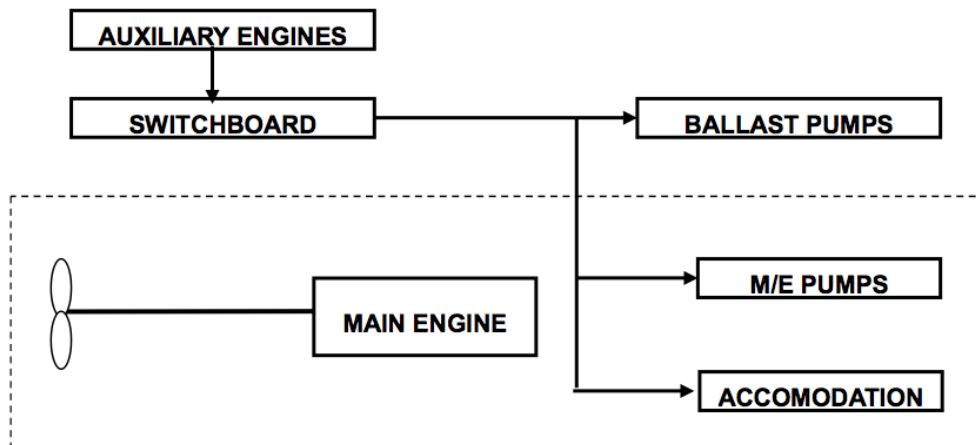 AUXILIARY ENGINES
SWITCHBOARD
BALLAST PUMPS
M/E PUMPS
MAIN ENGINE
ACCOMODATION